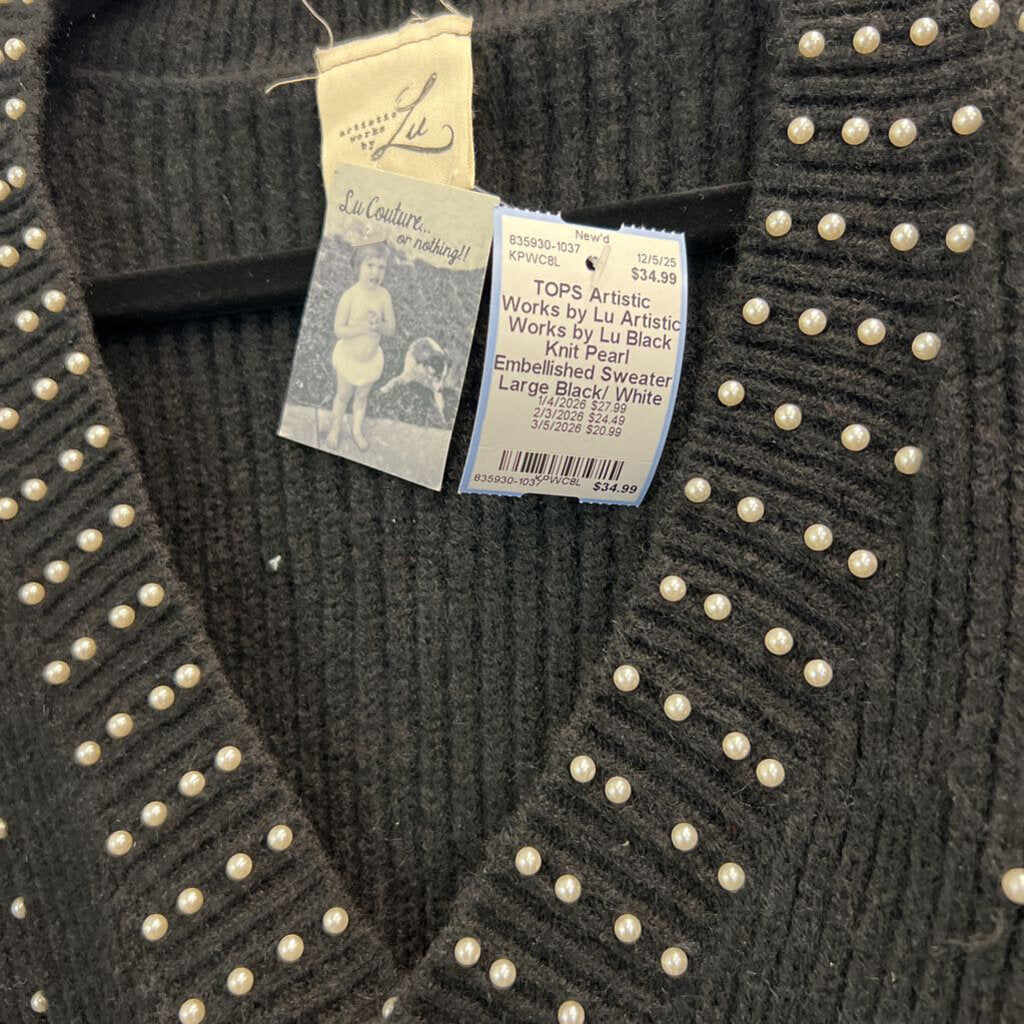 artistic
works
by
Lu
Lu Couture...
or nothing!!
New'd
835930-1037 12/5/25
KPWC8L $34.99
TOPS Artistic
Works by Lu Artistic
Works by Lu Black
Knit Pearl
Embellished Sweater
Large Black/ White
1/4/2026 $27.99
2/3/2026 $24.49
3/5/2026 $20.99
835930-1037 KPWC8L $34.99